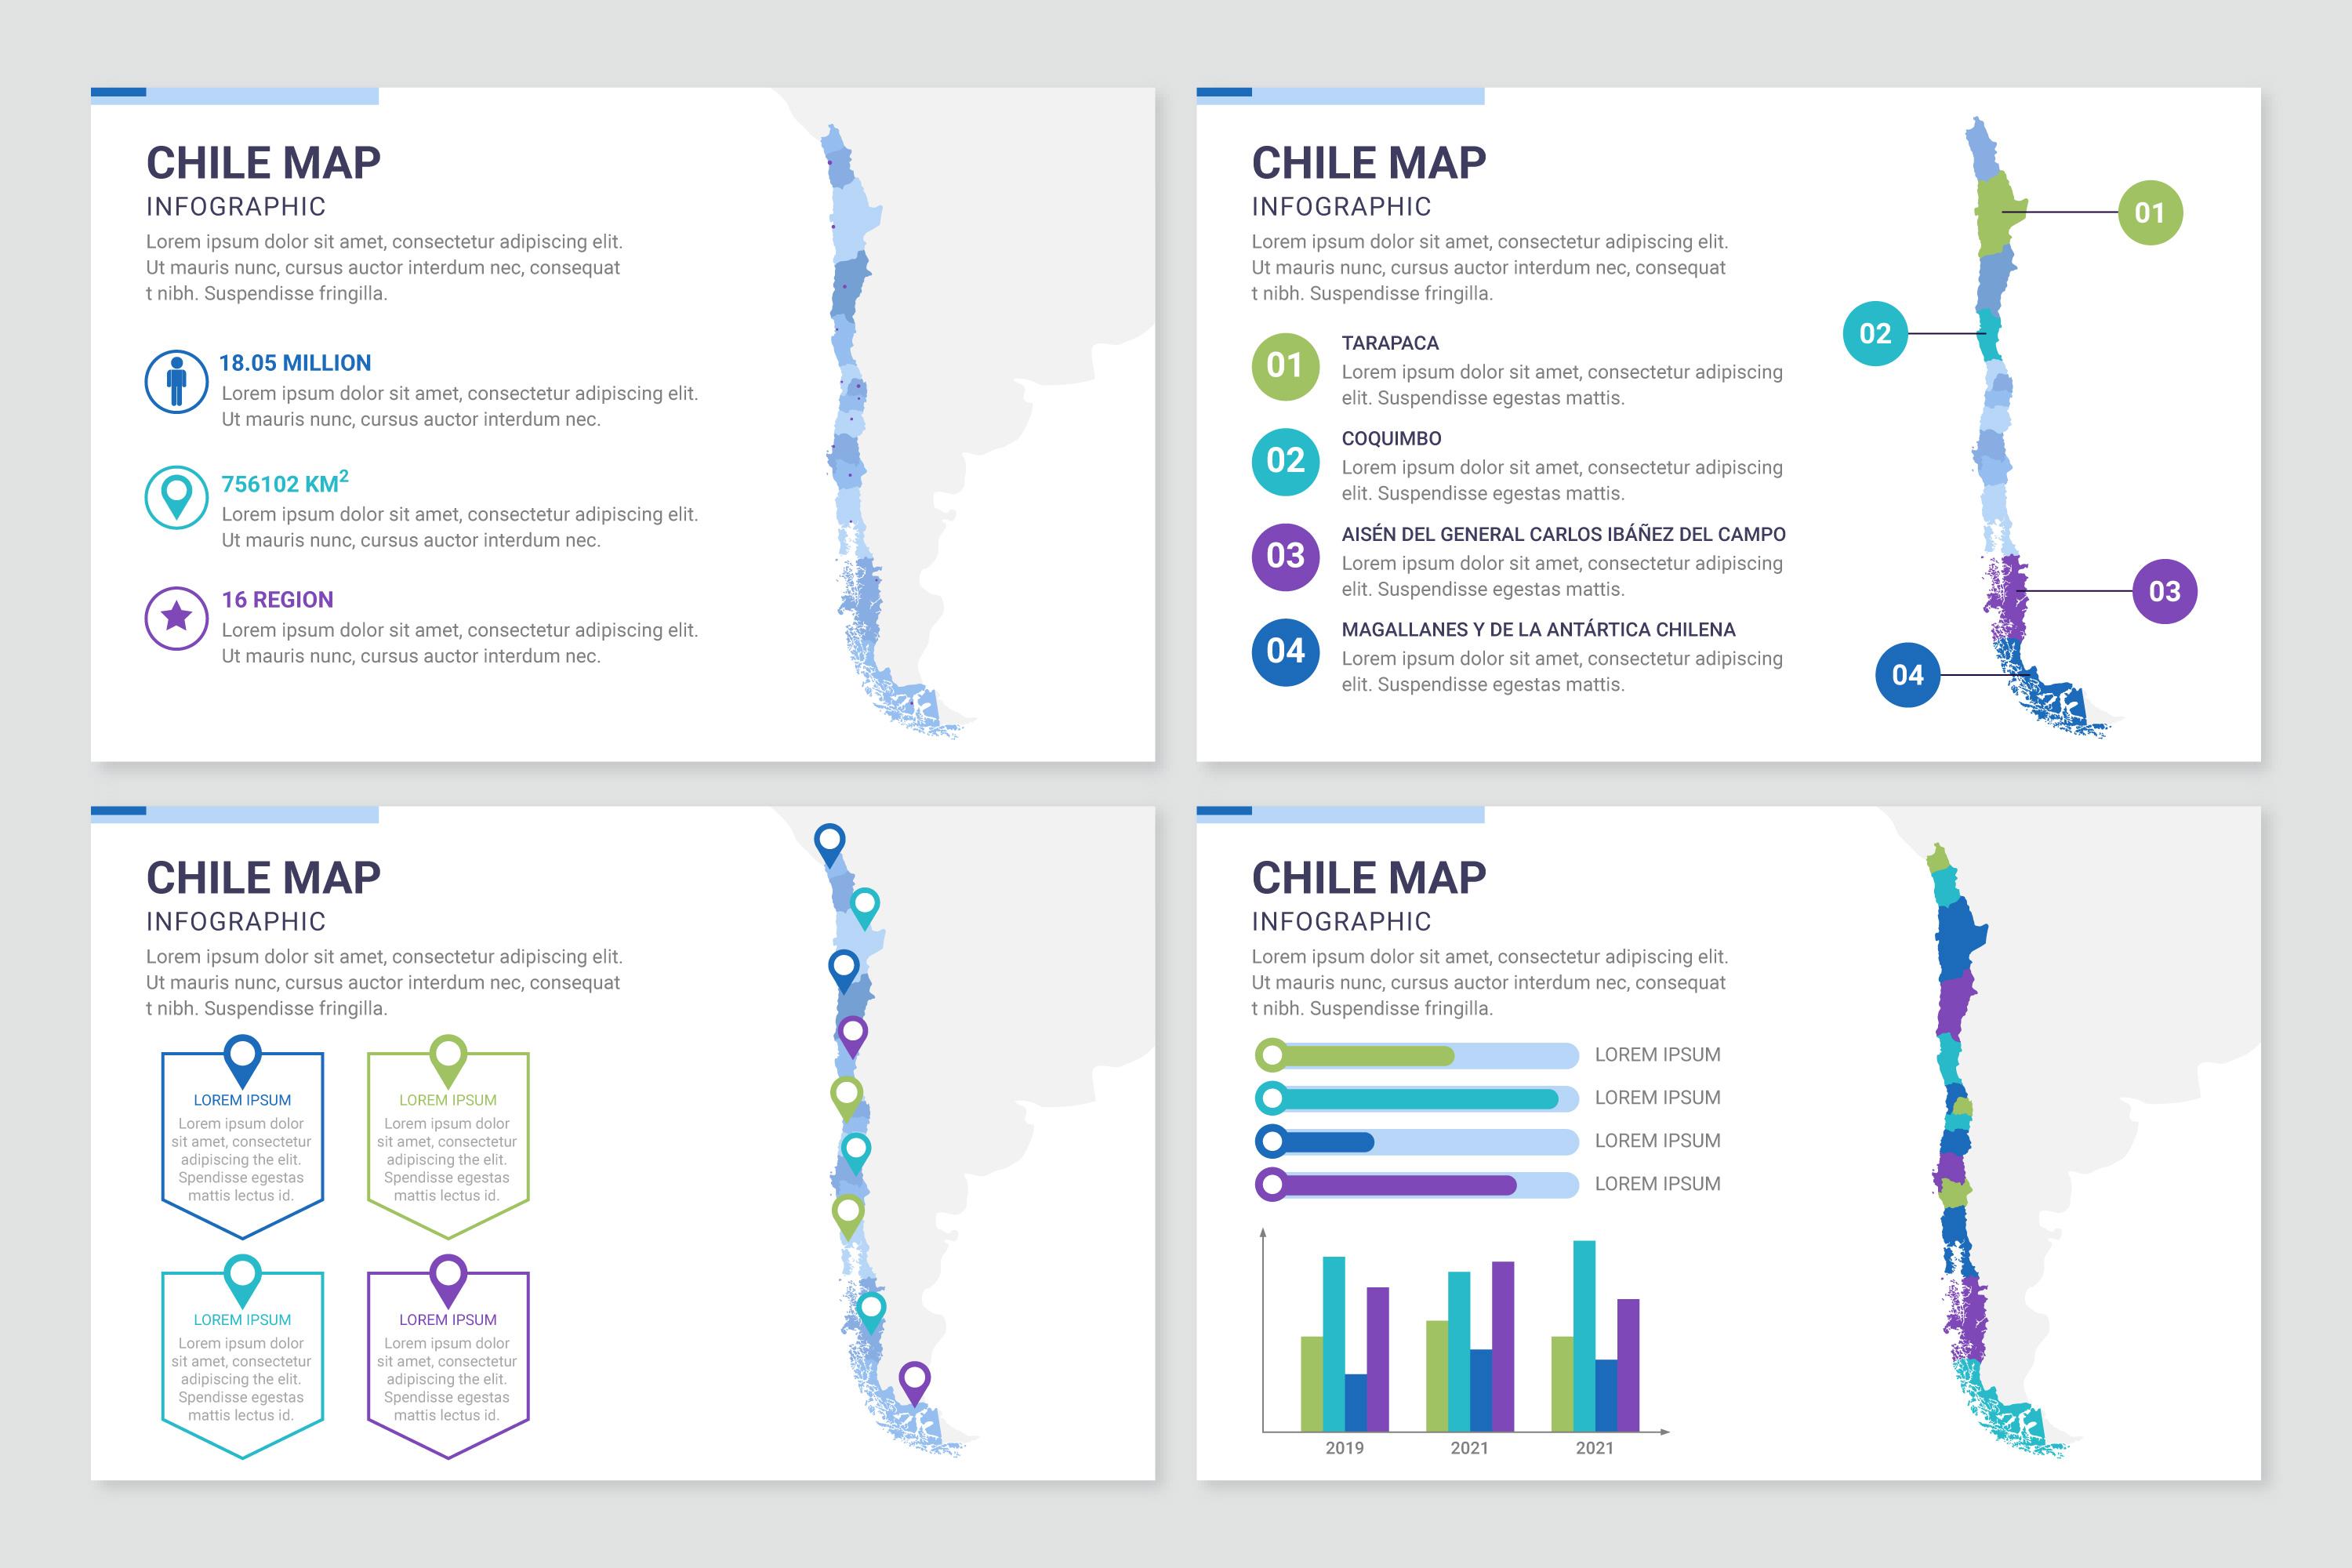 CHILE MAP
INFOGRAPHIC
Lorem ipsum dolor sit amet, consectetur adipiscing elit.
Ut mauris nunc, cursus auctor interdum nec, consequat
t nibh. Suspendisse fringilla.
18.05 MILLION
Lorem ipsum dolor sit amet, consectetur adipiscing elit.
Ut mauris nunc, cursus auctor interdum nec.
756102 KM²
Lorem ipsum dolor sit amet, consectetur adipiscing elit.
Ut mauris nunc, cursus auctor interdum nec.
16 REGION
Lorem ipsum dolor sit amet, consectetur adipiscing elit.
Ut mauris nunc, cursus auctor interdum nec.
CHILE MAP
INFOGRAPHIC
Lorem ipsum dolor sit amet, consectetur adipiscing elit.
Ut mauris nunc, cursus auctor interdum nec, consequat
t nibh. Suspendisse fringilla.
01
TARAPACA
Lorem ipsum dolor sit amet, consectetur adipiscing
elit. Suspendisse egestas mattis.
02
COQUIMBO
Lorem ipsum dolor sit amet, consectetur adipiscing
elit. Suspendisse egestas mattis.
03
AISÉN DEL GENERAL CARLOS IBÁÑEZ DEL CAMPO
Lorem ipsum dolor sit amet, consectetur adipiscing
elit. Suspendisse egestas mattis.
04
MAGALLANES Y DE LA ANTÁRTICA CHILENA
Lorem ipsum dolor sit amet, consectetur adipiscing
elit. Suspendisse egestas mattis.
01
02
03
04
CHILE MAP
INFOGRAPHIC
Lorem ipsum dolor sit amet, consectetur adipiscing elit.
Ut mauris nunc, cursus auctor interdum nec, consequat
t nibh. Suspendisse fringilla.
LOREM IPSUM
Lorem ipsum dolor
sit amet, consectetur
adipiscing the elit.
Spendisse egestas
mattis lectus id.
LOREM IPSUM
Lorem ipsum dolor
sit amet, consectetur
adipiscing the elit.
Spendisse egestas
mattis lectus id.
LOREM IPSUM
Lorem ipsum dolor
sit amet, consectetur
adipiscing the elit.
Spendisse egestas
mattis lectus id.
LOREM IPSUM
Lorem ipsum dolor
sit amet, consectetur
adipiscing the elit.
Spendisse egestas
mattis lectus id.
CHILE MAP
INFOGRAPHIC
Lorem ipsum dolor sit amet, consectetur adipiscing elit.
Ut mauris nunc, cursus auctor interdum nec, consequat
t nibh. Suspendisse fringilla.
LOREM IPSUM
LOREM IPSUM
LOREM IPSUM
LOREM IPSUM
2019
2021
2021